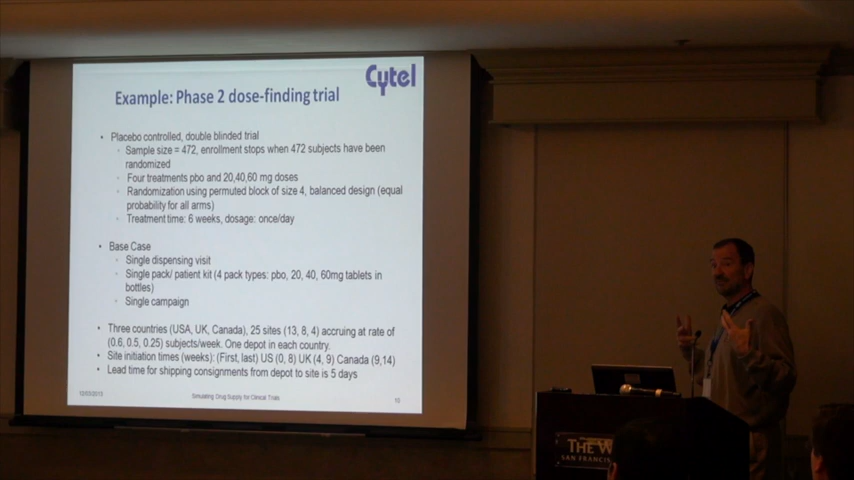 Cytel
Example: Phase 2 dose-finding trial
• Placebo controlled, double blinded trial
◦ Sample size = 472, enrollment stops when 472 subjects have been
randomized
◦ Four treatments pbo and 20,40,60 mg doses
◦ Randomization using permuted block of size 4, balanced design (equal
probability for all arms)
◦ Treatment time: 6 weeks, dosage: once/day
• Base Case
◦ Single dispensing visit
◦ Single pack/ patient kit (4 pack types: pbo, 20, 40, 60mg tablets in
bottles)
◦ Single campaign
• Three countries (USA, UK, Canada), 25 sites (13, 8, 4) accruing at rate of
(0.6, 0.5, 0.25) subjects/week. One depot in each country.
• Site initiation times (weeks): (First, last) US (0, 8) UK (4, 9) Canada (9,14)
• Lead time for shipping consignments from depot to site is 5 days
Simulating Drug Supply for Clinical Trials
10
THE W
SAN FRANCIS